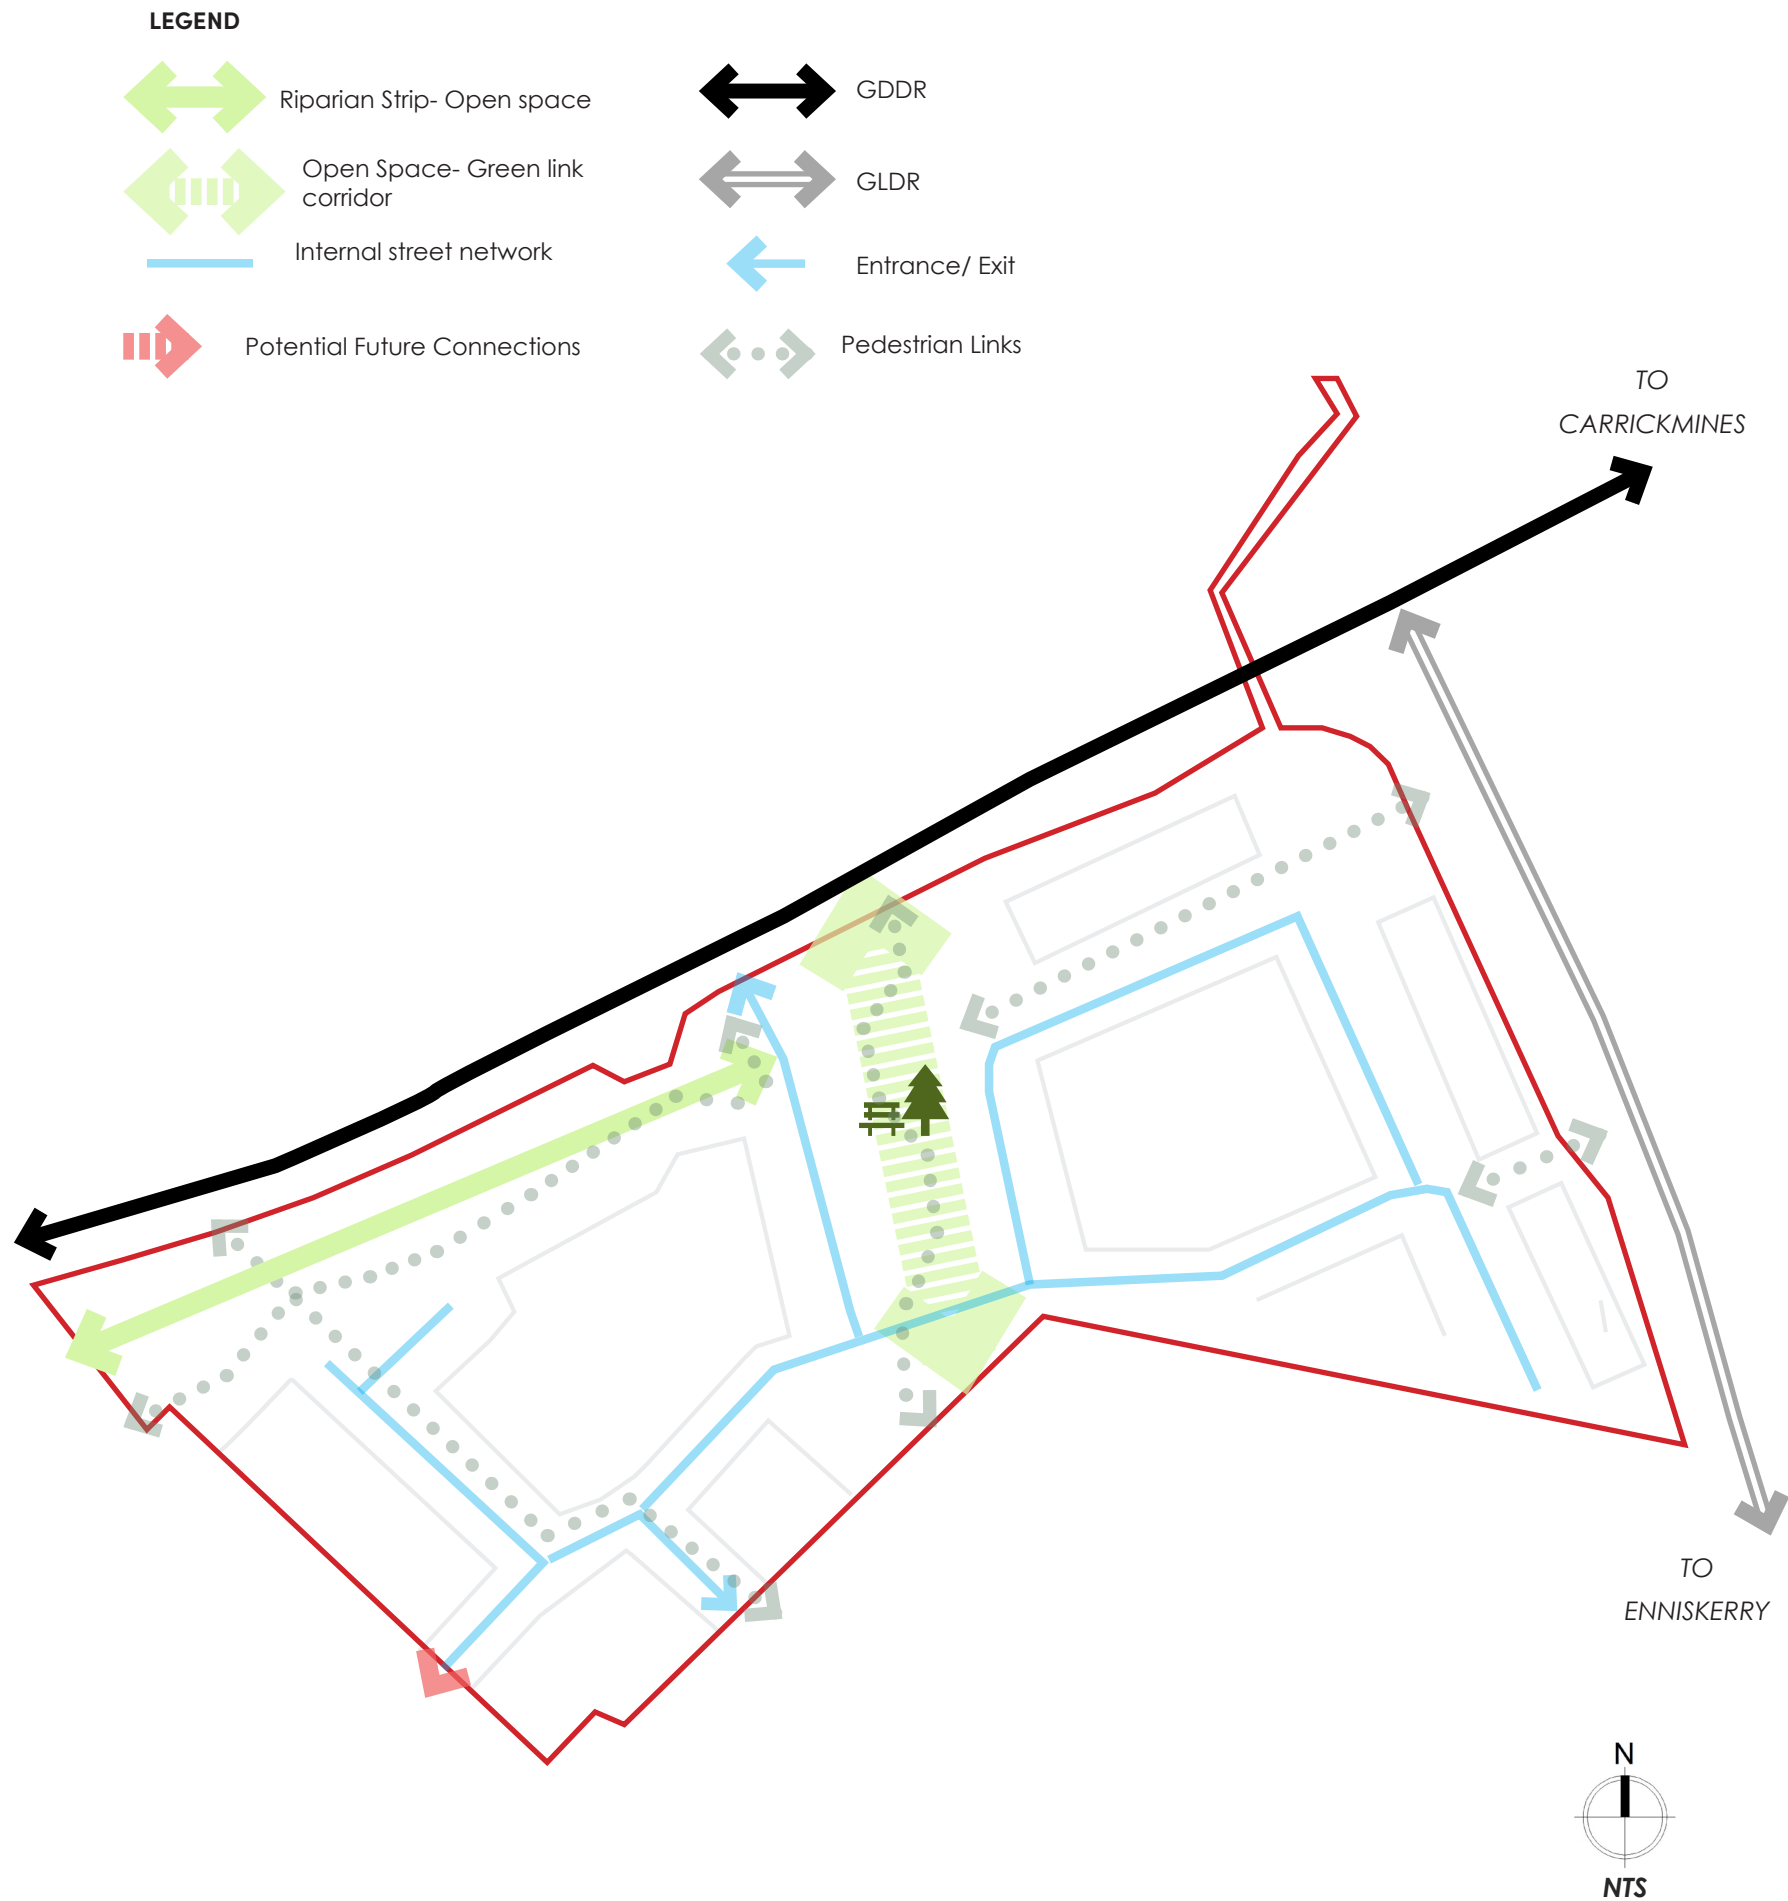 LEGEND
Riparian Strip- Open space
Open Space- Green link
corridor
Internal street network
Potential Future Connections
GDDR
GLDR
Entrance/ Exit
Pedestrian Links
TO
CARRICKMINES
TO
ENNISKERRY
N
NTS